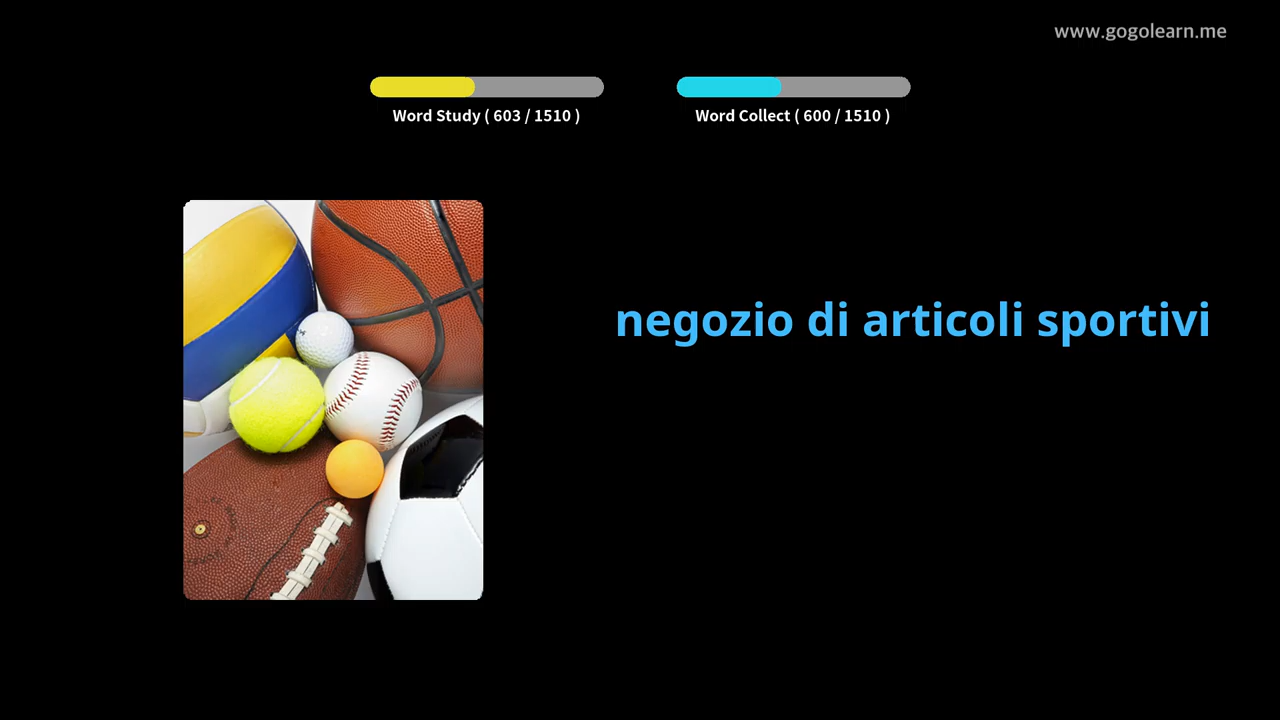 www.gogolearn.me
Word Study ( 603 / 1510 )
Word Collect ( 600 / 1510 )
negozio di articoli sportivi